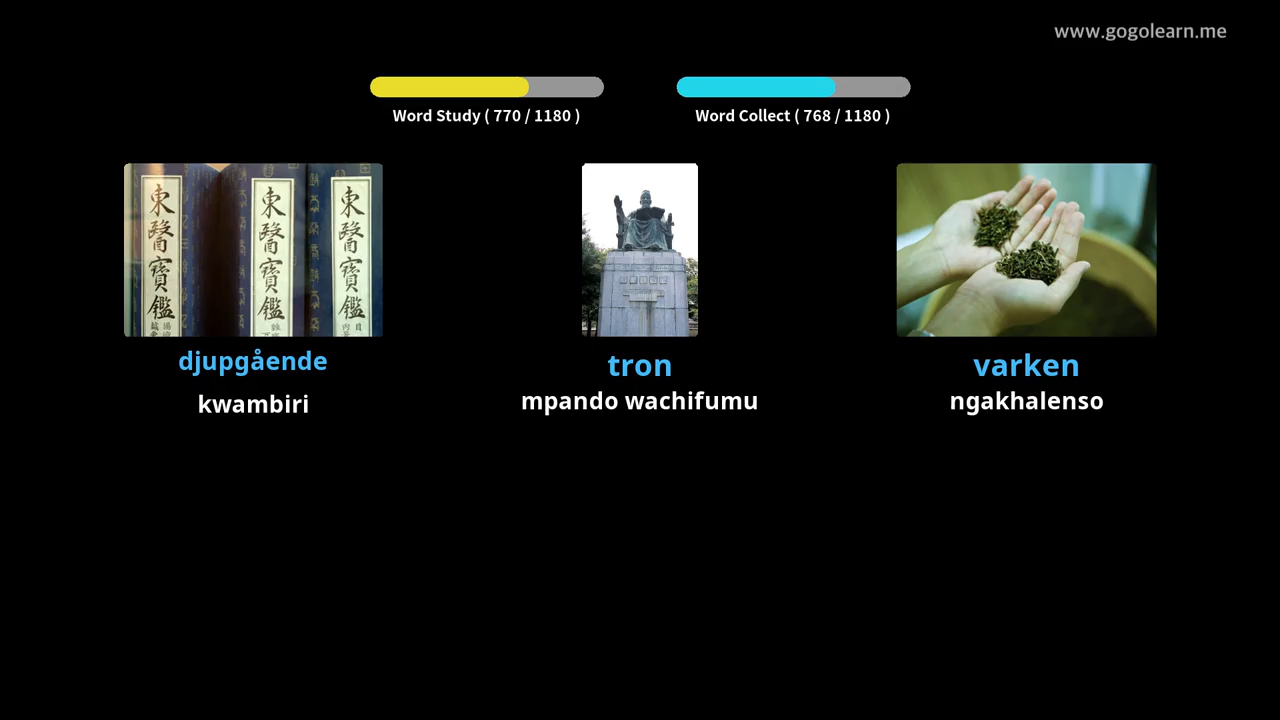 www.gogolearn.me
Word Study ( 770 / 1180 )
Word Collect ( 768 / 1180 )
東醫寶鑑
東醫寶鑑
東醫寶鑑
djupgående
kwambiri
tron
mpando wachifumu
varken
ngakhalenso